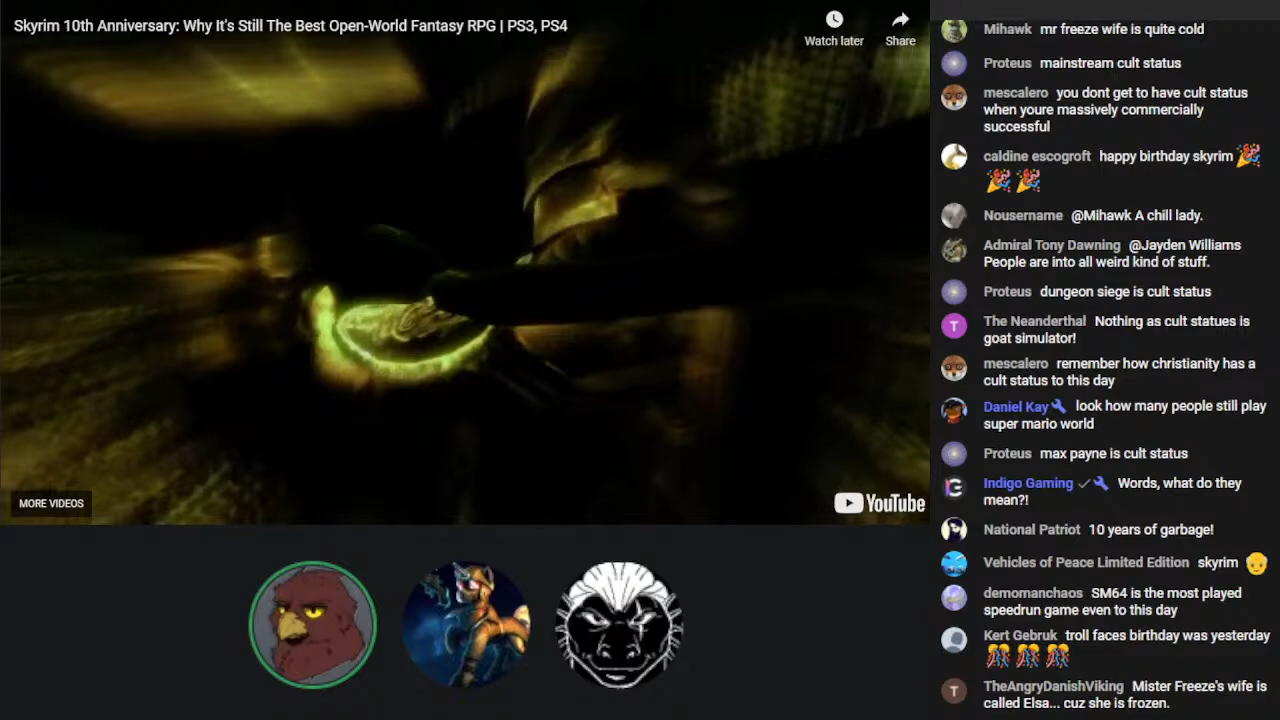 Skyrim 10th Anniversary: Why It's Still The Best Open-World Fantasy RPG | PS3, PS4
Watch later
Share
MORE VIDEOS
YouTube
Mihawk mr freeze wife is quite cold
Proteus mainstream cult status
mescalero you dont get to have cult status
when youre massively commercially
successful
caldine escogroft happy birthday skyrim 🎉
🎉 🎉
Nousername @Mihawk A chill lady.
Admiral Tony Dawning @Jayden Williams
People are into all weird kind of stuff.
Proteus dungeon siege is cult status
T
The Neanderthal Nothing as cult statues is
goat simulator!
mescalero remember how christianity has a
cult status to this day
Daniel Kay look how many people still play
super mario world
Proteus max payne is cult status
Indigo Gaming Words, what do they
mean?!
National Patriot 10 years of garbage!
Vehicles of Peace Limited Edition skyrim
demomanchaos SM64 is the most played
speedrun game even to this day
Kert Gebruk troll faces birthday was yesterday
🎊 🎊 🎊
T
TheAngryDanishViking Mister Freeze's wife is
called Elsa... cuz she is frozen.